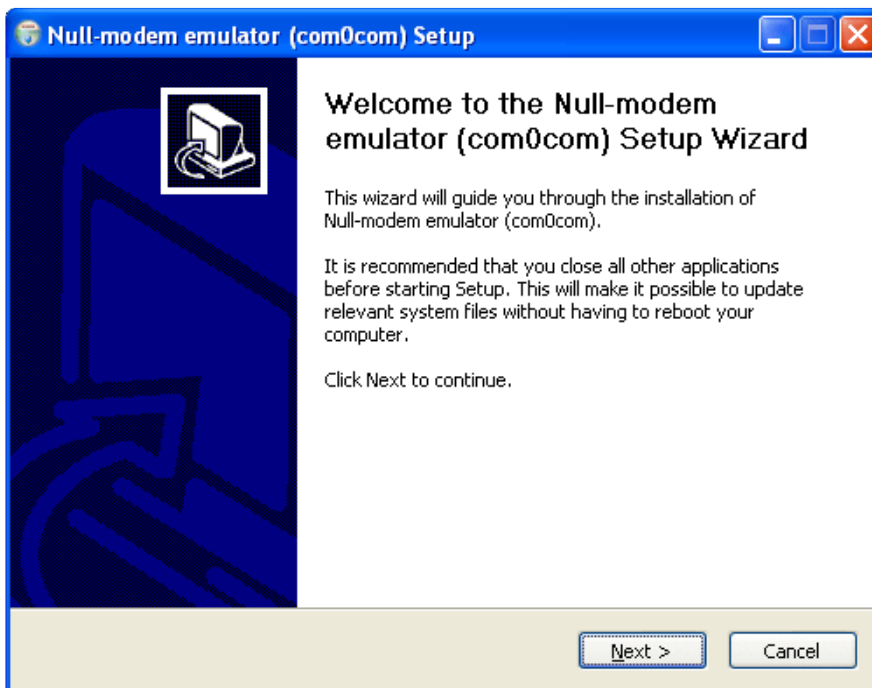 Null-modem emulator (com0com) Setup
Welcome to the Null-modem
emulator (com0com) Setup Wizard
This wizard will guide you through the installation of
Null-modem emulator (com0com).
It is recommended that you close all other applications
before starting Setup. This will make it possible to update
relevant system files without having to reboot your
computer.
Click Next to continue.
Next >
Cancel